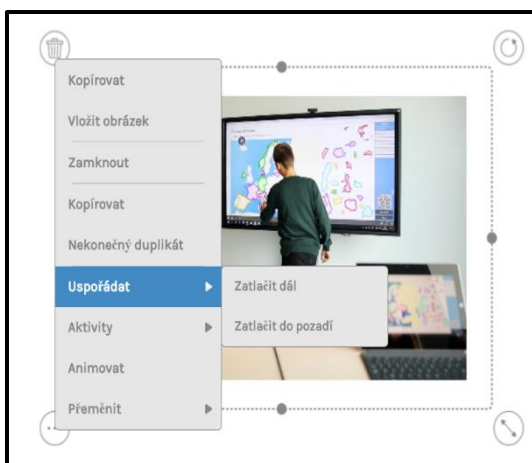 Kopírovat
Vložit obrázek
Zamknout
Kopírovat
Nekonečný duplikát
Uspořádat
Zatlačit dál
Aktivity
Zatlačit do pozadí
Animovat
Přeměnit